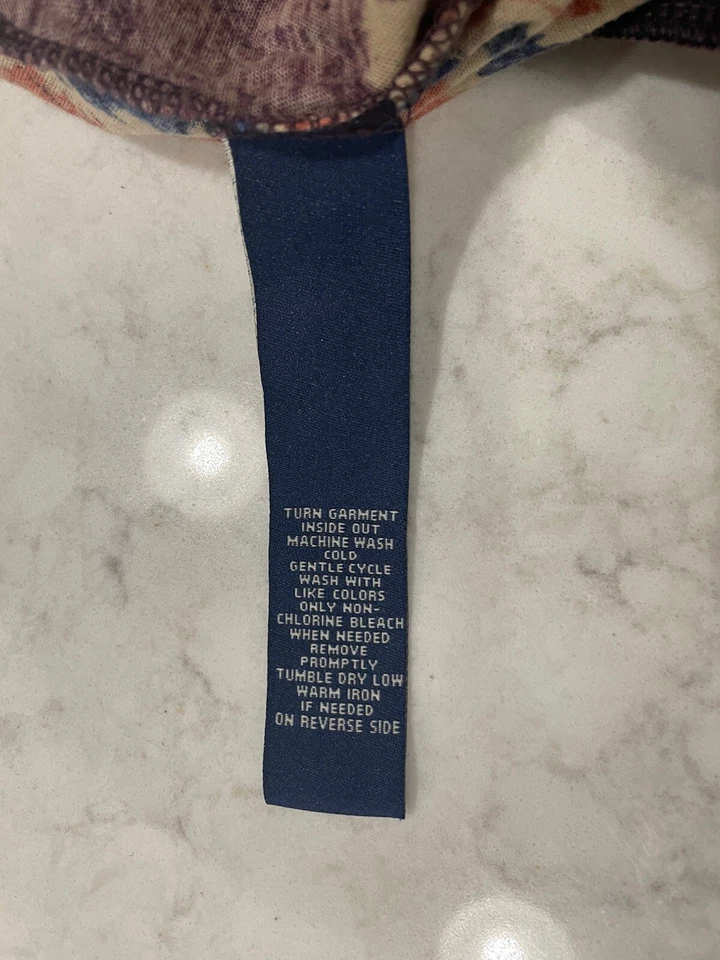 TURN GARMENT
INSIDE OUT
MACHINE WASH
COLD
GENTLE CYCLE
WASH WITH
LIKE COLORS
ONLY NON-
CHLORINE BLEACH
WHEN NEEDED
REMOVE
PROMPTLY
TUMBLE DRY LOW
WARM IRON
IF NEEDED
ON REVERSE SIDE